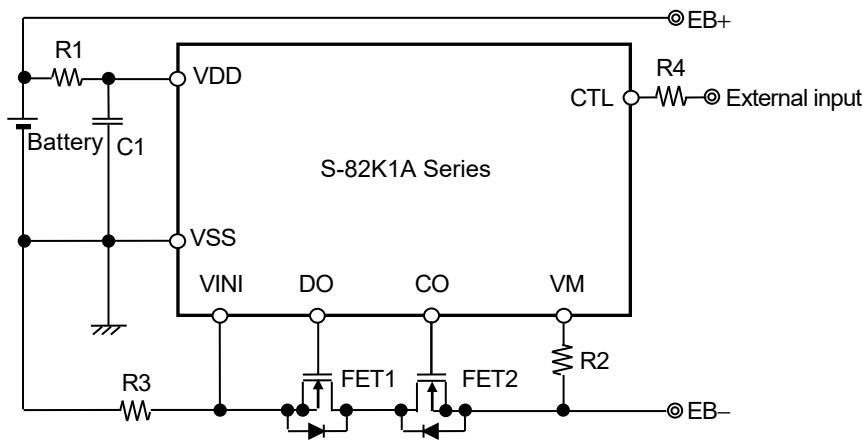 EB+
R1
VDD
R4
CTL
External input
Battery
C1
S-82K1A Series
VSS
VINI
DO
CO
VM
R3
FET1
FET2
R2
EB−